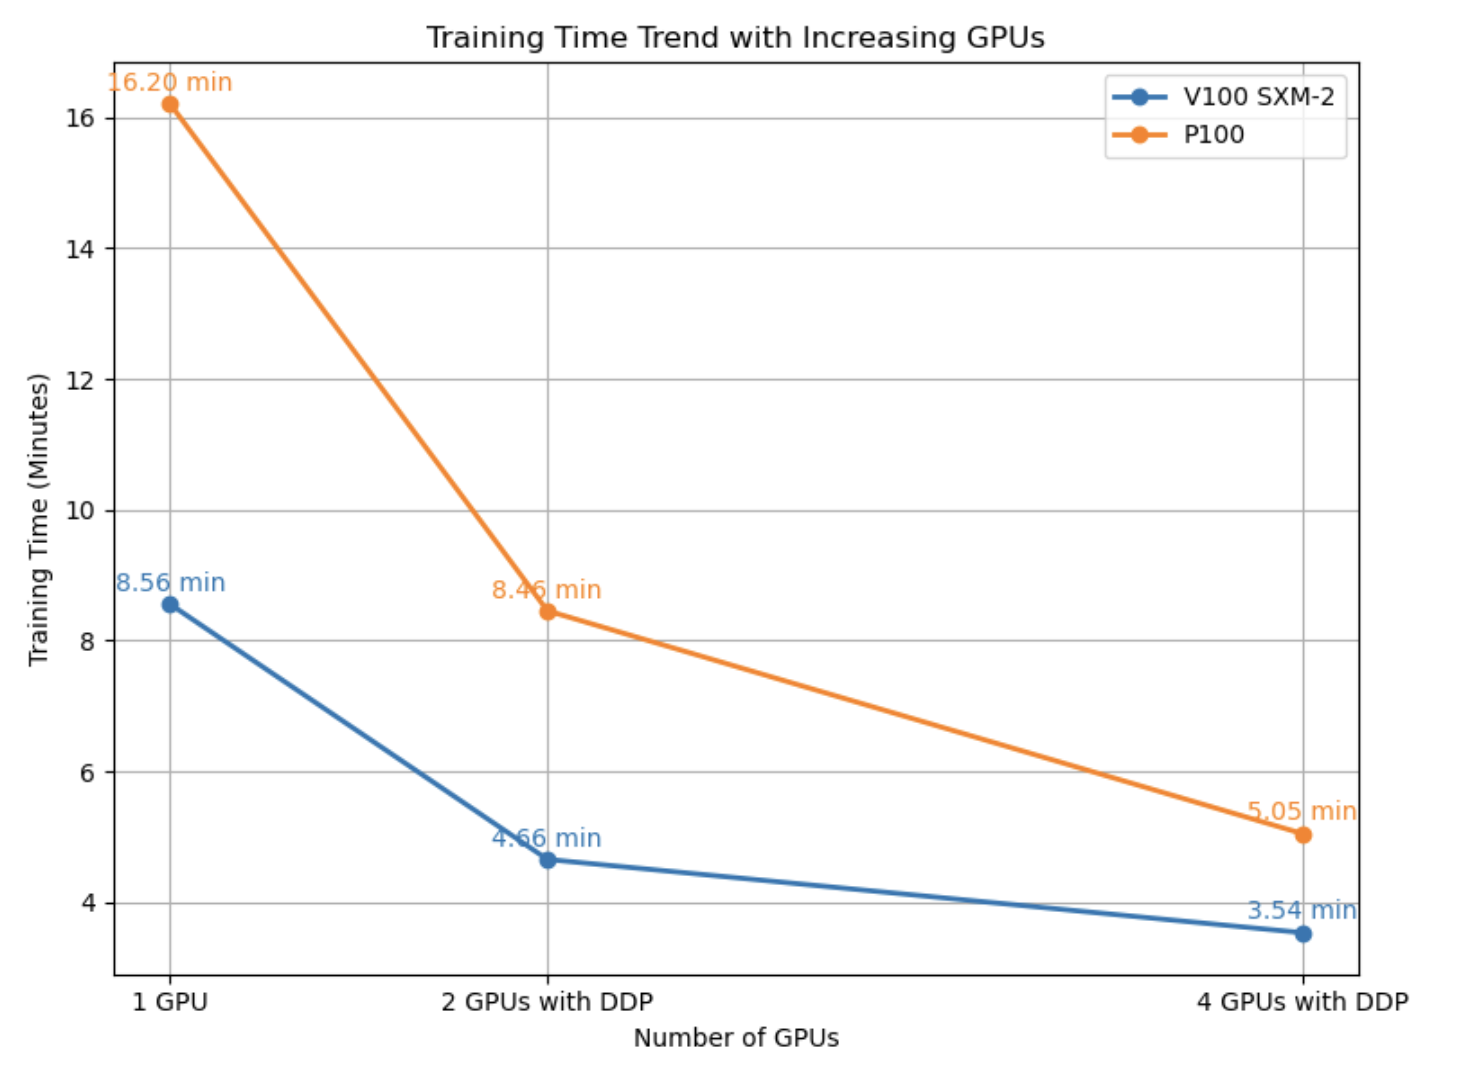 Training Time Trend with Increasing GPUs
16.20 min
V100 SXM-2
P100
16
14
12
10
8
6
4
Training Time (Minutes)
8.56 min
8.46 min
4.66 min
5.05 min
3.54 min
1 GPU
2 GPUs with DDP
4 GPUs with DDP
Number of GPUs